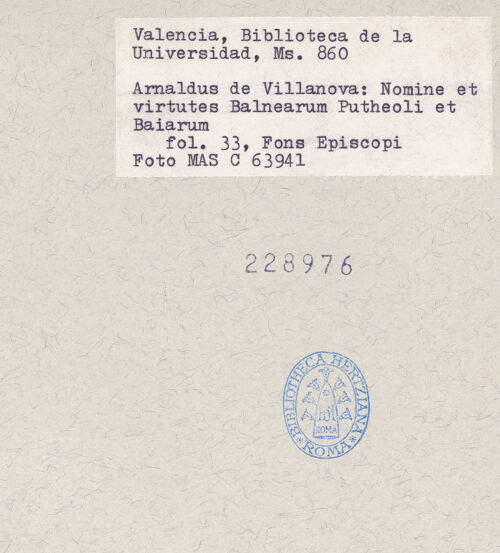 Valencia, Biblioteca de la
Universidad, Ms. 860
Arnaldus de Villanova: Nomine et
virtutes Balnearum Putheoli et
Baiarum
fol. 33, Fons Episcopi
Foto MAS C 63941
228976
BIBLIOTHECA HERTZIANA
ROMA
* ROMA *